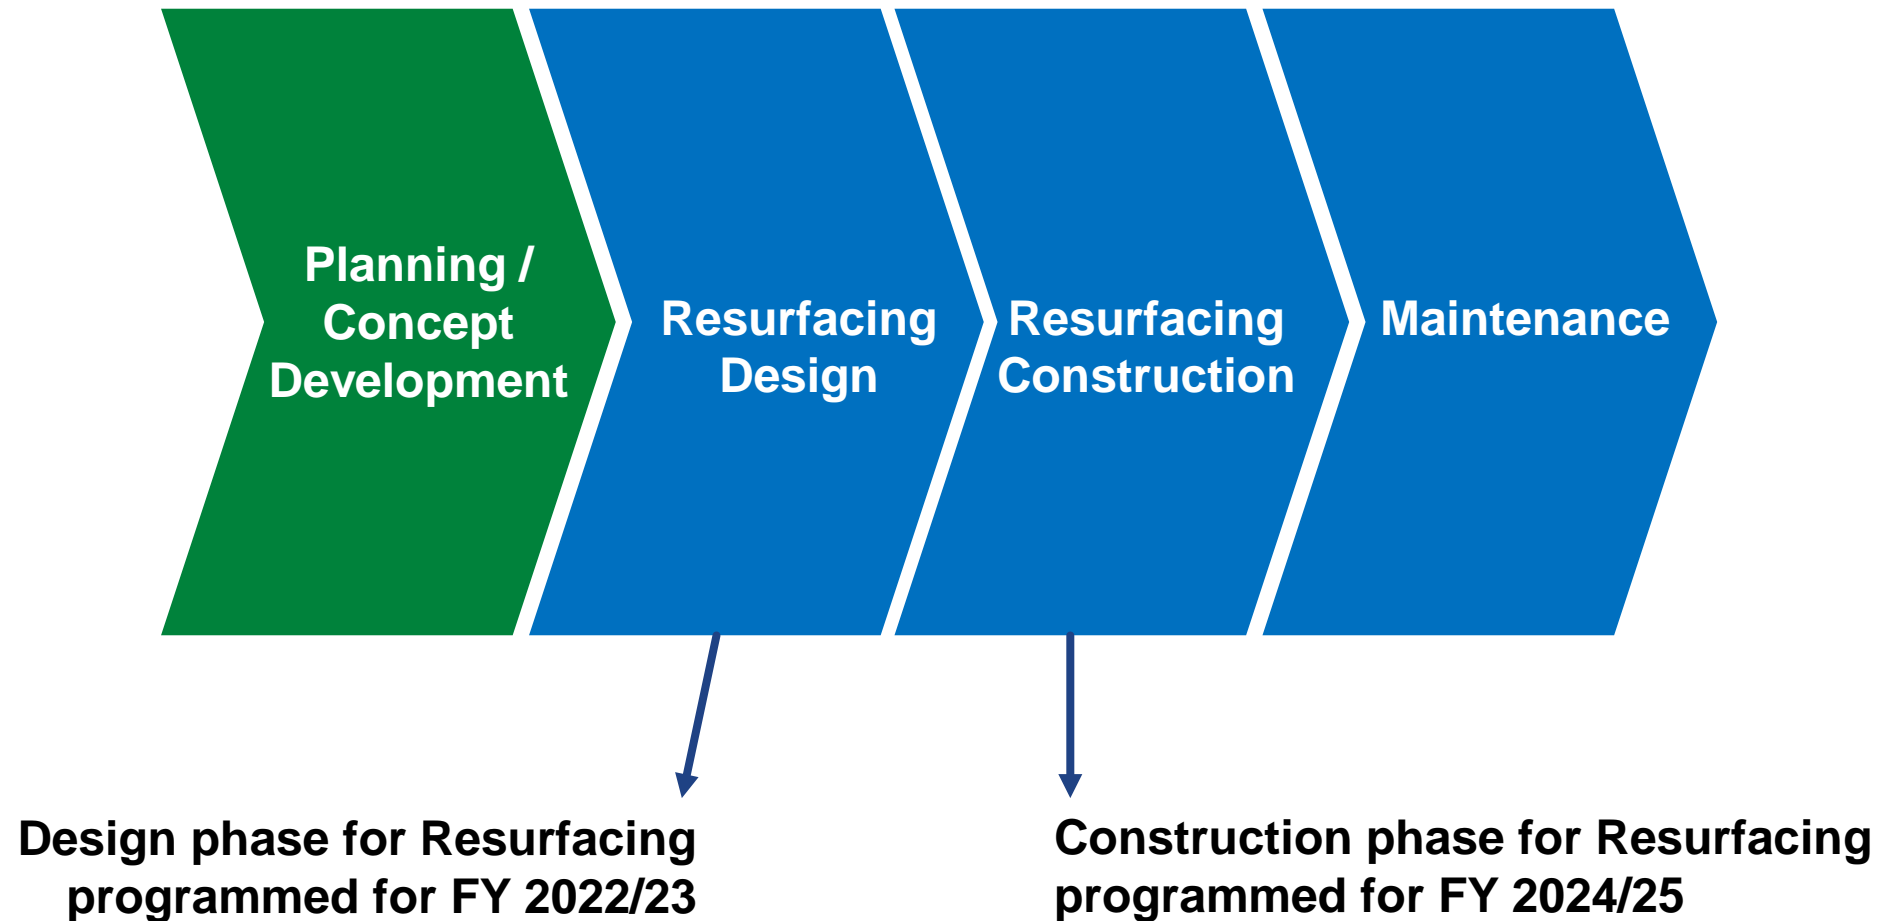 Planning /
Concept
Development
Resurfacing
Design
Resurfacing
Construction
Maintenance
Design phase for Resurfacing
programmed for FY 2022/23
Construction phase for Resurfacing
programmed for FY 2024/25